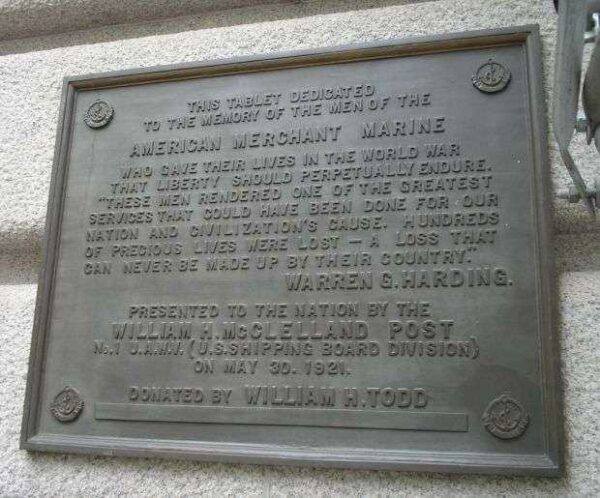 THIS TABLET DEDICATED
TO THE MEMORY OF THE MEN OF THE
AMERICAN MERCHANT MARINE
WHO GAVE THEIR LIVES IN THE WORLD WAR
THAT LIBERTY SHOULD PERPETUALLY ENDURE.
"THESE MEN RENDERED ONE OF THE GREATEST
SERVICES THAT COULD HAVE BEEN DONE FOR OUR
NATION AND CIVILIZATION'S CAUSE. HUNDREDS
OF PRECIOUS LIVES WERE LOST — A LOSS THAT
CAN NEVER BE MADE UP BY THEIR COUNTRY."
WARREN G. HARDING.
PRESENTED TO THE NATION BY THE
WILLIAM H. McCLELLAND POST
No. 1 U.A.W.V. (U.S. SHIPPING BOARD DIVISION)
ON MAY 30. 1921.
DONATED BY WILLIAM H. TODD